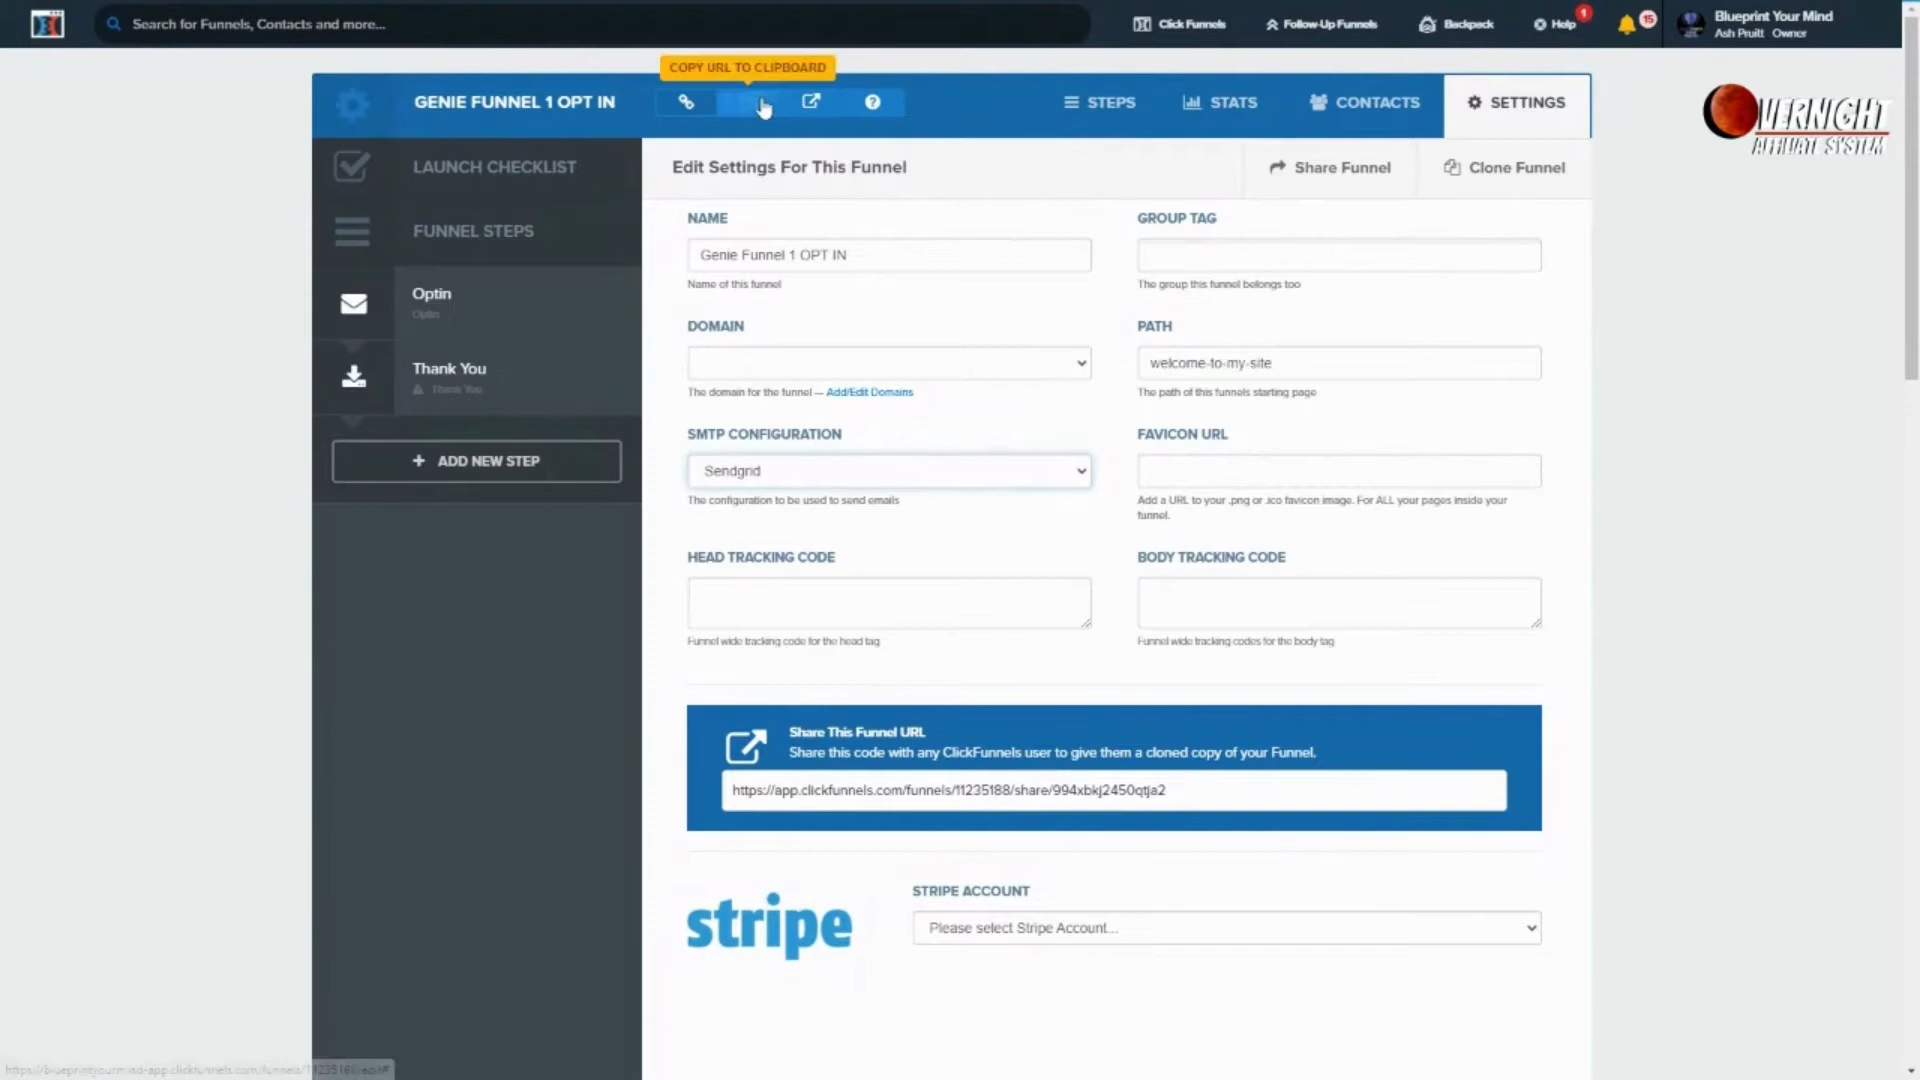 Search for Funnels, Contacts and more...
Click Funnels
Follow-Up Funnels
Backpack
Help
1
15
Blueprint Your Mind
Ash Pruitt Owner
COPY URL TO CLIPBOARD
GENIE FUNNEL 1 OPT IN
STEPS
STATS
CONTACTS
SETTINGS
OVERNIGHT
AFFILIATE SYSTEM
LAUNCH CHECKLIST
FUNNEL STEPS
Optin
Optin
Thank You
Thank You
+ ADD NEW STEP
Edit Settings For This Funnel
Share Funnel
Clone Funnel
NAME
Genie Funnel 1 OPT IN
Name of this funnel
GROUP TAG
The group this funnel belongs too
DOMAIN
The domain for the funnel — Add/Edit Domains
PATH
welcome-to-my-site
The path of this funnels starting page
SMTP CONFIGURATION
Sendgrid
The configuration to be used to send emails
FAVICON URL
Add a URL to your .png or .ico favicon image. For ALL your pages inside your
funnel.
HEAD TRACKING CODE
Funnel wide tracking code for the head tag
BODY TRACKING CODE
Funnel wide tracking codes for the body tag
Share This Funnel URL
Share this code with any ClickFunnels user to give them a cloned copy of your Funnel.
https://app.clickfunnels.com/funnels/11235188/share/994xbkj2450qtja2
stripe
STRIPE ACCOUNT
Please select Stripe Account...